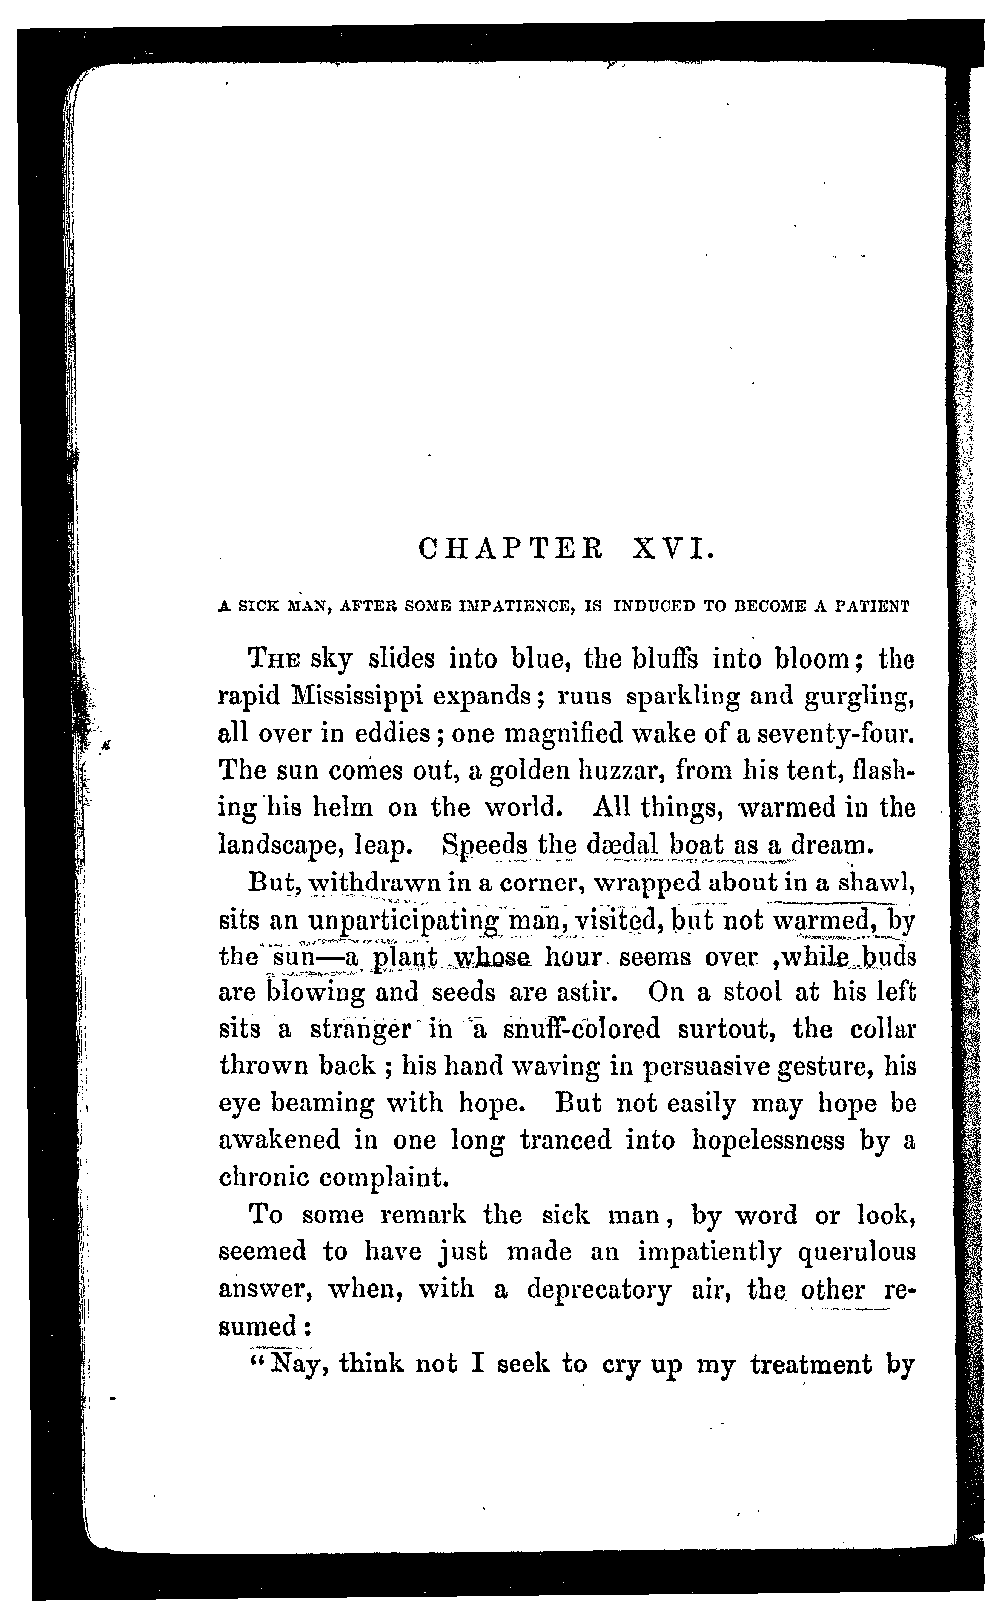 CHAPTER XVI.
A SICK MAN, AFTER SOME IMPATIENCE, IS INDUCED TO BECOME A PATIENT
THE sky slides into blue, the bluffs into bloom; the
rapid Mississippi expands; runs sparkling and gurgling,
all over in eddies; one magnified wake of a seventy-four.
The sun comes out, a golden huzzar, from his tent, flash-
ing his helm on the world. All things, warmed in the
landscape, leap. Speeds the dædal boat as a dream.
But, withdrawn in a corner, wrapped about in a shawl,
sits an unparticipating man, visited, but not warmed, by
the sun—a plant whose hour seems over ,while buds
are blowing and seeds are astir. On a stool at his left
sits a stranger in a snuff-colored surtout, the collar
thrown back ; his hand waving in persuasive gesture, his
eye beaming with hope. But not easily may hope be
awakened in one long tranced into hopelessness by a
chronic complaint.
To some remark the sick man, by word or look,
seemed to have just made an impatiently querulous
answer, when, with a deprecatory air, the other re-
sumed :
“Nay, think not I seek to cry up my treatment by